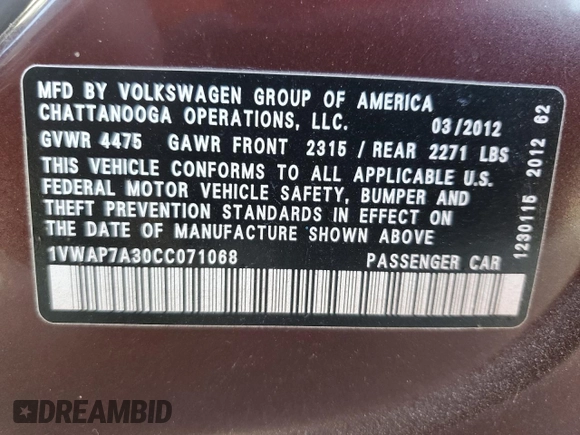 MFD BY VOLKSWAGEN GROUP OF AMERICA
CHATTANOOGA OPERATIONS, LLC.
03/2012
GVWR 4475 GAWR FRONT 2315 / REAR 2271 LBS
THIS VEHICLE CONFORMS TO ALL APPLICABLE U.S.
FEDERAL MOTOR VEHICLE SAFETY, BUMPER AND
THEFT PREVENTION STANDARDS IN EFFECT ON
THE DATE OF MANUFACTURE SHOWN ABOVE
1VWAP7A30CC071068 PASSENGER CAR
1230115 2012 62
DREAMBID